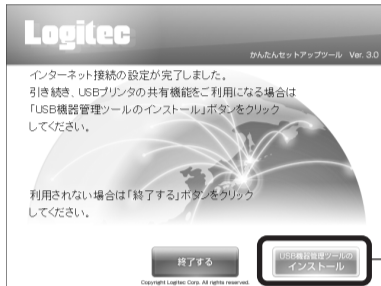 Logitec
かんたんセットアップツール Ver. 3.0
インターネット接続の設定が完了しました。
引き続き、USBプリンタの共有機能をご利用になる場合は
「USB機器管理ツールのインストール」ボタンをクリック
してください。
利用されない場合は「終了する」ボタンをクリック
してください。
終了する
USB機器管理ツールの
インストール
Copyright Logitec Corp. All rights reserved.